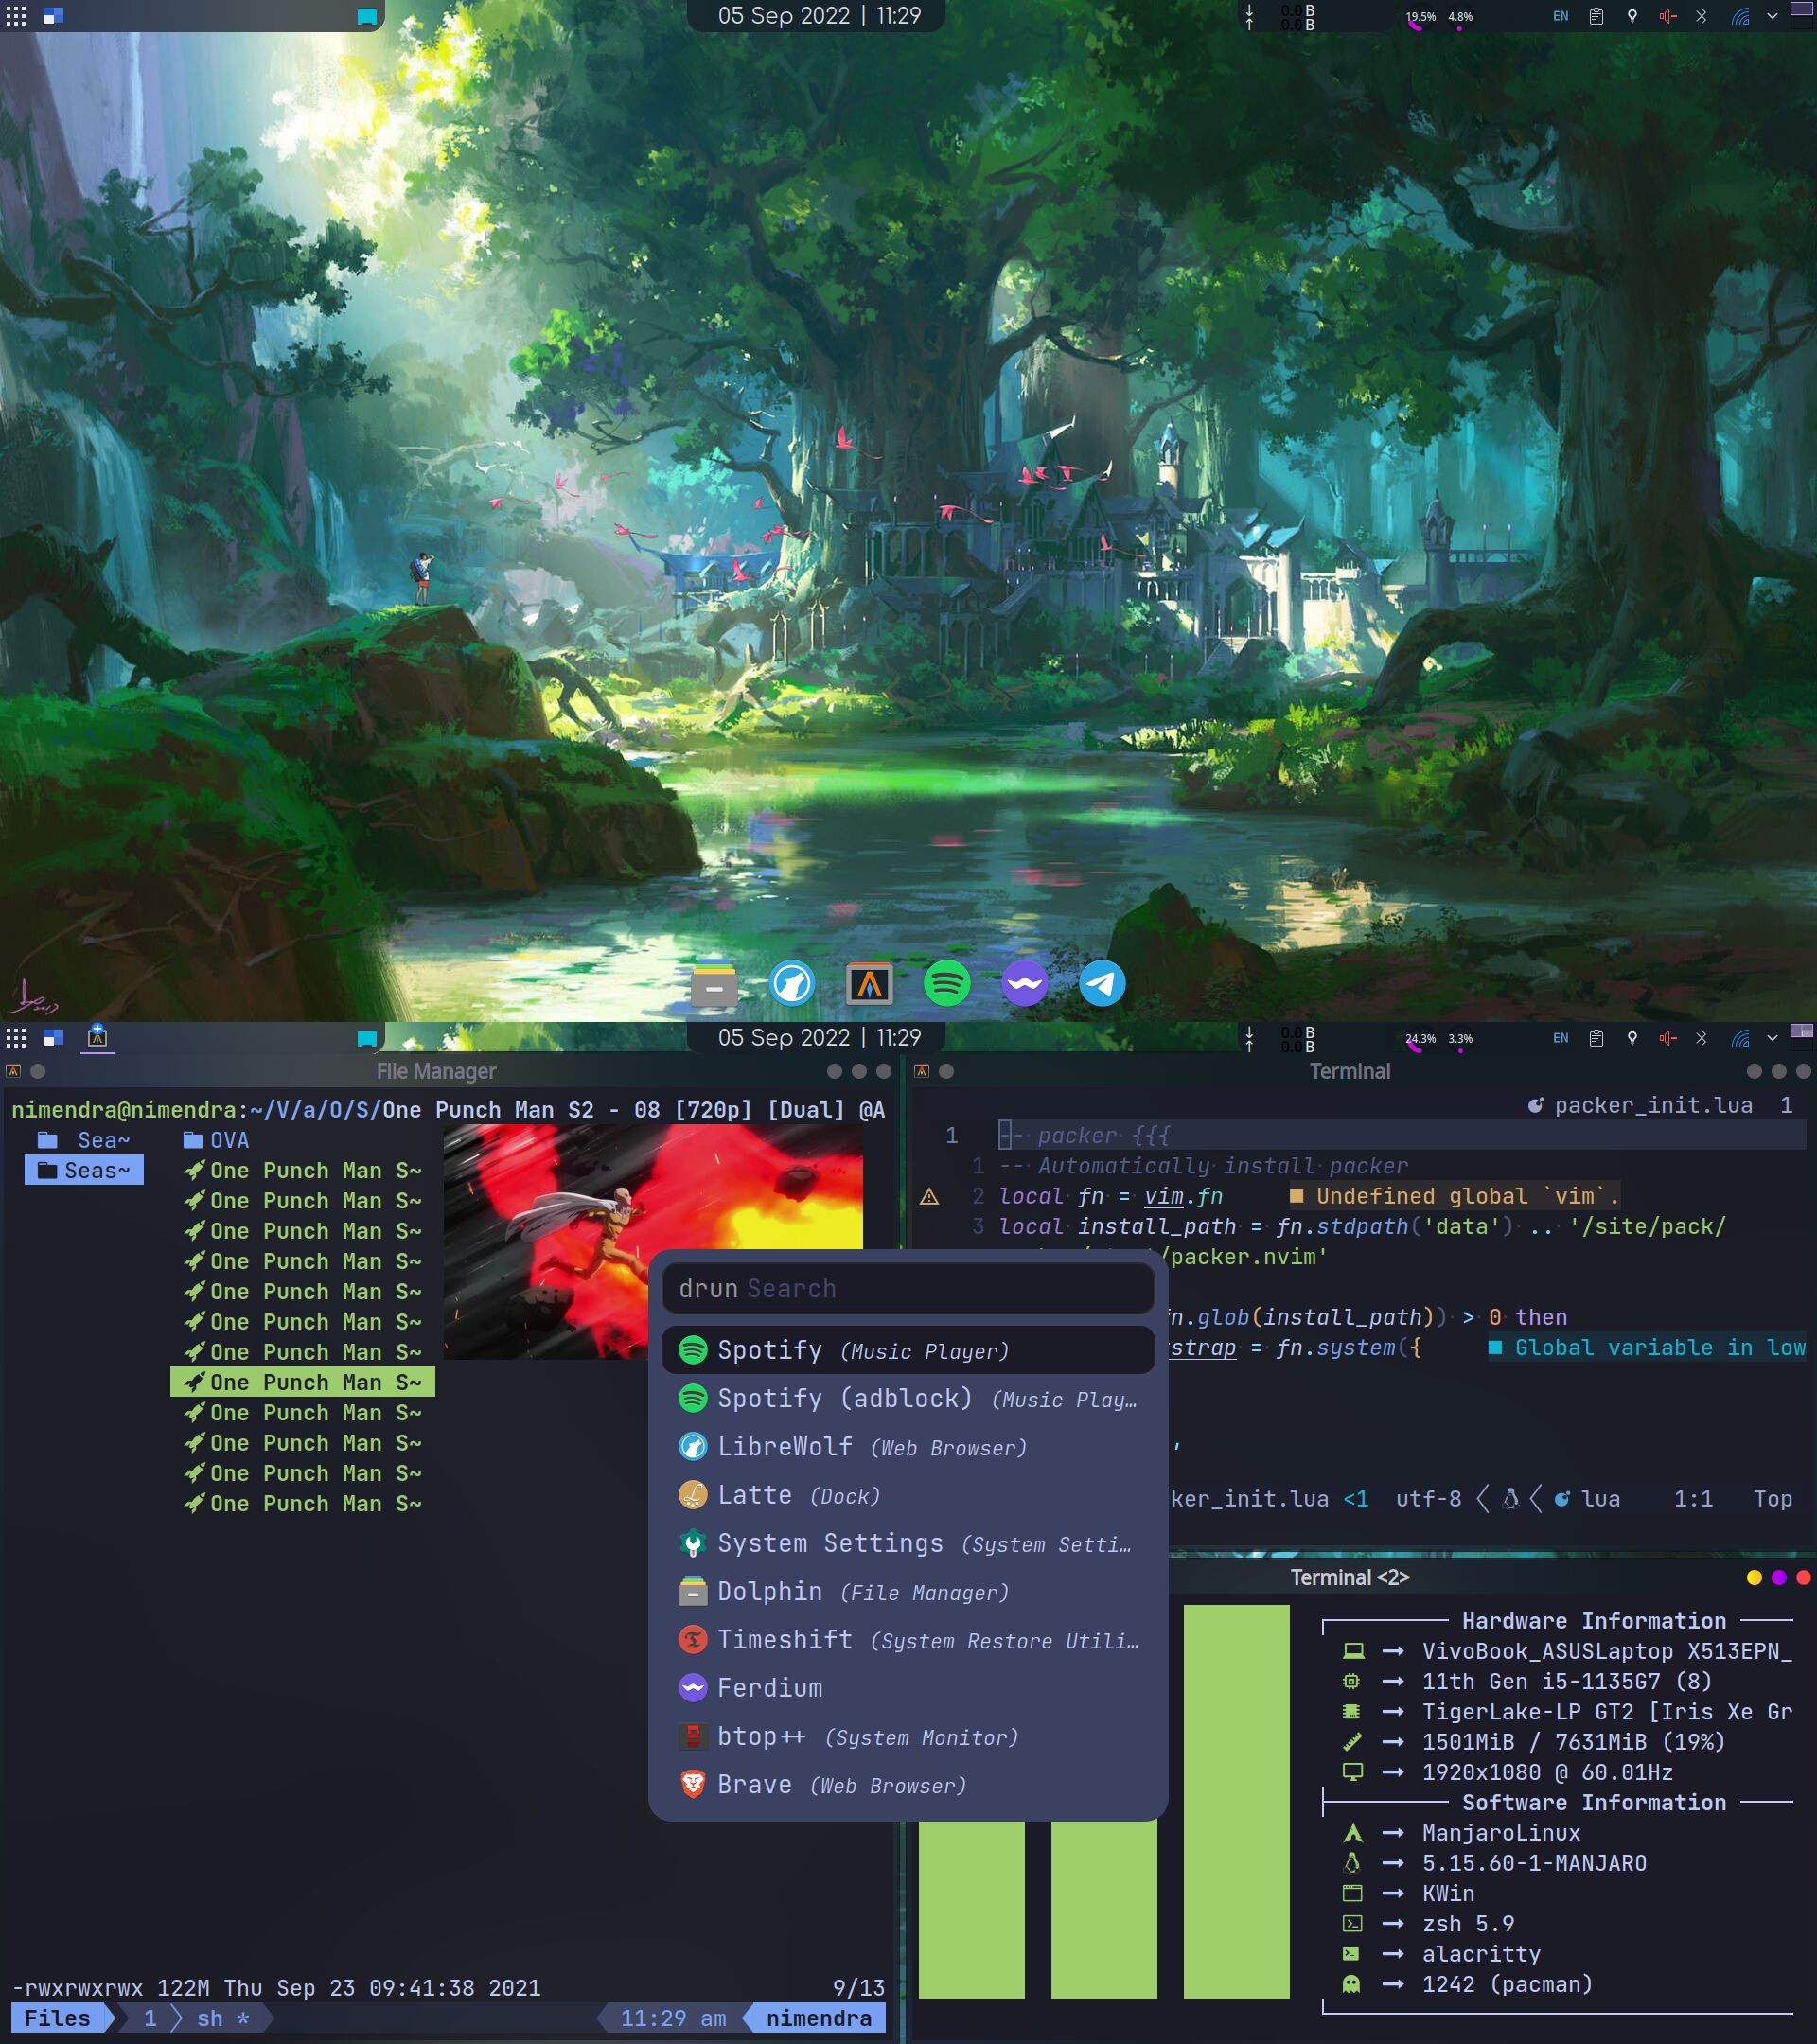 05 Sep 2022 | 11:29
0.0 B
0.0 B
19.5% 4.8%
EN
05 Sep 2022 | 11:29
0.0 B
0.0 B
24.3% 3.3%
EN
File Manager
nimendra@nimendra:~/V/a/O/S/One Punch Man S2 - 08 [720p] [Dual] @A
Sea~ OVA
Seas~ One Punch Man S~
One Punch Man S~
One Punch Man S~
One Punch Man S~
One Punch Man S~
One Punch Man S~
One Punch Man S~
One Punch Man S~
One Punch Man S~
One Punch Man S~
One Punch Man S~
One Punch Man S~
-rwxrwxrwx 122M Thu Sep 23 09:41:38 2021 9/13
Files 1 sh * 11:29 am nimendra
drun Search
Spotify (Music Player)
Spotify (adblock) (Music Play…
LibreWolf (Web Browser)
Latte (Dock)
System Settings (System Setti…
Dolphin (File Manager)
Timeshift (System Restore Utili…
Ferdium
btop++ (System Monitor)
Brave (Web Browser)
Terminal
packer_init.lua 1
1 -- packer {{{
1 -- Automatically install packer
2 local fn = vim.fn ■ Undefined global `vim`.
3 local install_path = fn.stdpath('data') .. '/site/pack/
/packer.nvim'
fn.glob(install_path)) > 0 then
strap = fn.system({ ■ Global variable in low
'
ker_init.lua <1 utf-8 lua 1:1 Top
Terminal <2>
Hardware Information
VivoBook_ASUSLaptop X513EPN_
11th Gen i5-1135G7 (8)
TigerLake-LP GT2 [Iris Xe Gr
1501MiB / 7631MiB (19%)
1920x1080 @ 60.01Hz
Software Information
ManjaroLinux
5.15.60-1-MANJARO
KWin
zsh 5.9
alacritty
1242 (pacman)